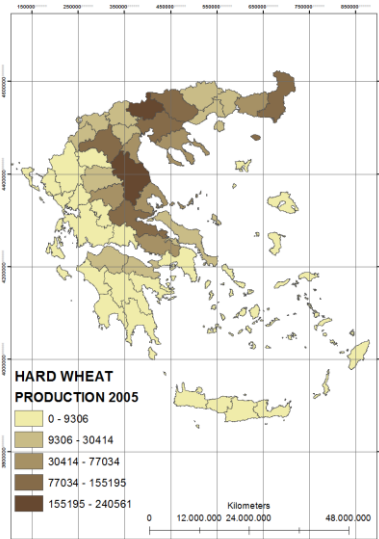 150000 250000 350000 450000 550000 650000 750000 850000
4600000
4400000
4200000
4000000
3800000
HARD WHEAT
PRODUCTION 2005
0 - 9306
9306 - 30414
30414 - 77034
77034 - 155195
155195 - 240561
Kilometers
0 12.000.000 24.000.000 48.000.000